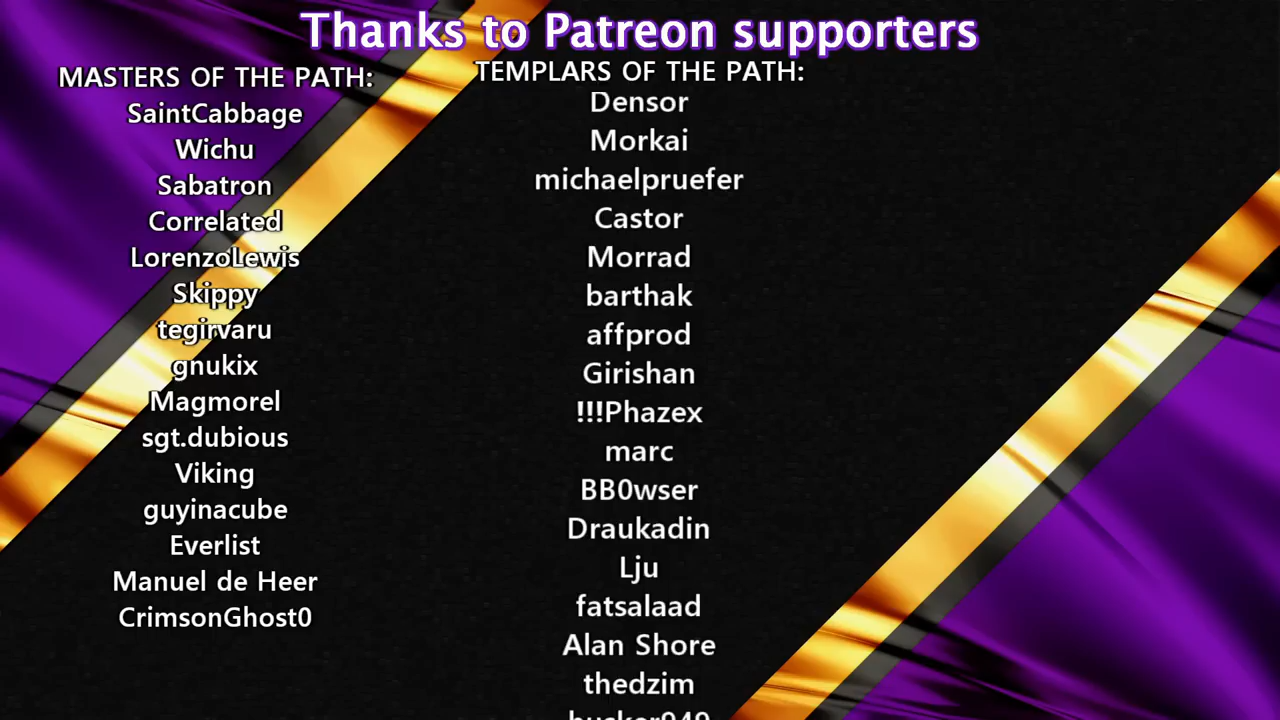 Thanks to Patreon supporters
MASTERS OF THE PATH:
SaintCabbage
Wichu
Sabatron
Correlated
LorenzoLewis
Skippy
tegirvaru
gnukix
Magmorel
sgt.dubious
Viking
guyinacube
Everlist
Manuel de Heer
CrimsonGhost0
TEMPLARS OF THE PATH:
Densor
Morkai
michaelpruefer
Castor
Morrad
barthak
affprod
Girishan
!!!Phazex
marc
BB0wser
Draukadin
Lju
fatsalaad
Alan Shore
thedzim